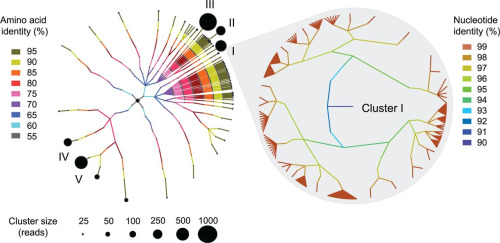 Amino acid
identity (%)
95
90
85
80
75
70
65
60
55
III
II
I
IV
V
Cluster I
Nucleotide
identity (%)
99
98
97
96
95
94
93
92
91
90
Cluster size
(reads)
25 50 100 250 500 1000